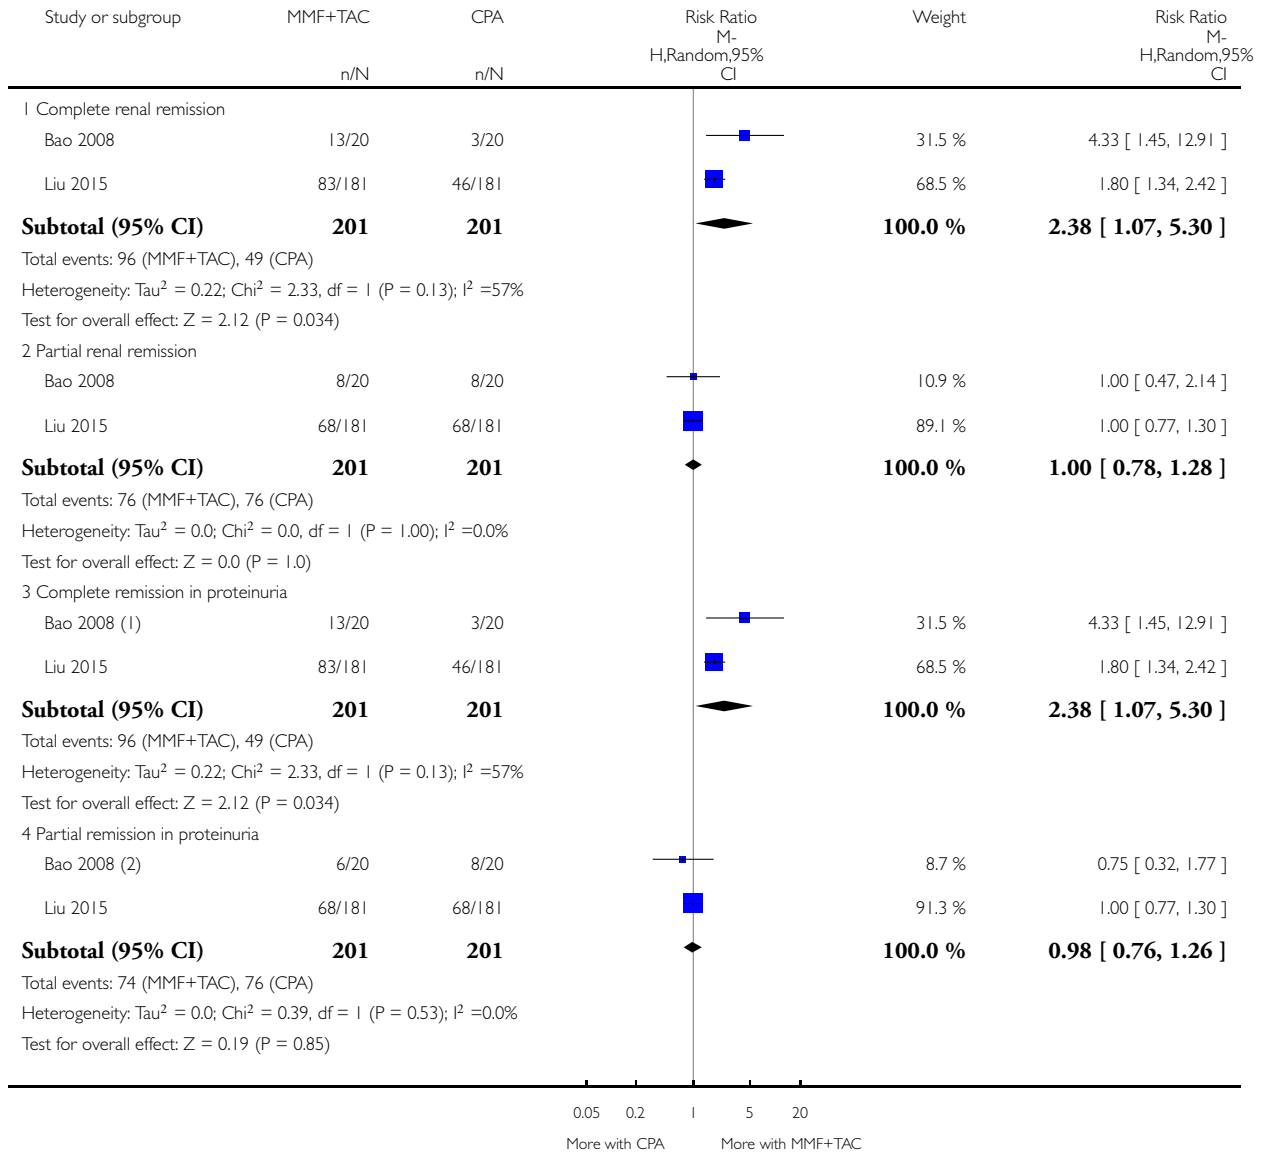 Study or subgroup MMF+TAC CPA Risk Ratio Weight Risk Ratio
M- M-
H,Random,95% H,Random,95%
n/N n/N CI CI
1 Complete renal remission
Bao 2008 13/20 3/20 31.5 % 4.33 [ 1.45, 12.91 ]
Liu 2015 83/181 46/181 68.5 % 1.80 [ 1.34, 2.42 ]
Subtotal (95% CI) 201 201 100.0 % 2.38 [ 1.07, 5.30 ]
Total events: 96 (MMF+TAC), 49 (CPA)
Heterogeneity: Tau² = 0.22; Chi² = 2.33, df = 1 (P = 0.13); I² =57%
Test for overall effect: Z = 2.12 (P = 0.034)
2 Partial renal remission
Bao 2008 8/20 8/20 10.9 % 1.00 [ 0.47, 2.14 ]
Liu 2015 68/181 68/181 89.1 % 1.00 [ 0.77, 1.30 ]
Subtotal (95% CI) 201 201 100.0 % 1.00 [ 0.78, 1.28 ]
Total events: 76 (MMF+TAC), 76 (CPA)
Heterogeneity: Tau² = 0.0; Chi² = 0.0, df = 1 (P = 1.00); I² =0.0%
Test for overall effect: Z = 0.0 (P = 1.0)
3 Complete remission in proteinuria
Bao 2008 (1) 13/20 3/20 31.5 % 4.33 [ 1.45, 12.91 ]
Liu 2015 83/181 46/181 68.5 % 1.80 [ 1.34, 2.42 ]
Subtotal (95% CI) 201 201 100.0 % 2.38 [ 1.07, 5.30 ]
Total events: 96 (MMF+TAC), 49 (CPA)
Heterogeneity: Tau² = 0.22; Chi² = 2.33, df = 1 (P = 0.13); I² =57%
Test for overall effect: Z = 2.12 (P = 0.034)
4 Partial remission in proteinuria
Bao 2008 (2) 6/20 8/20 8.7 % 0.75 [ 0.32, 1.77 ]
Liu 2015 68/181 68/181 91.3 % 1.00 [ 0.77, 1.30 ]
Subtotal (95% CI) 201 201 100.0 % 0.98 [ 0.76, 1.26 ]
Total events: 74 (MMF+TAC), 76 (CPA)
Heterogeneity: Tau² = 0.0; Chi² = 0.39, df = 1 (P = 0.53); I² =0.0%
Test for overall effect: Z = 0.19 (P = 0.85)
0.05 0.2 1 5 20
More with CPA More with MMF+TAC